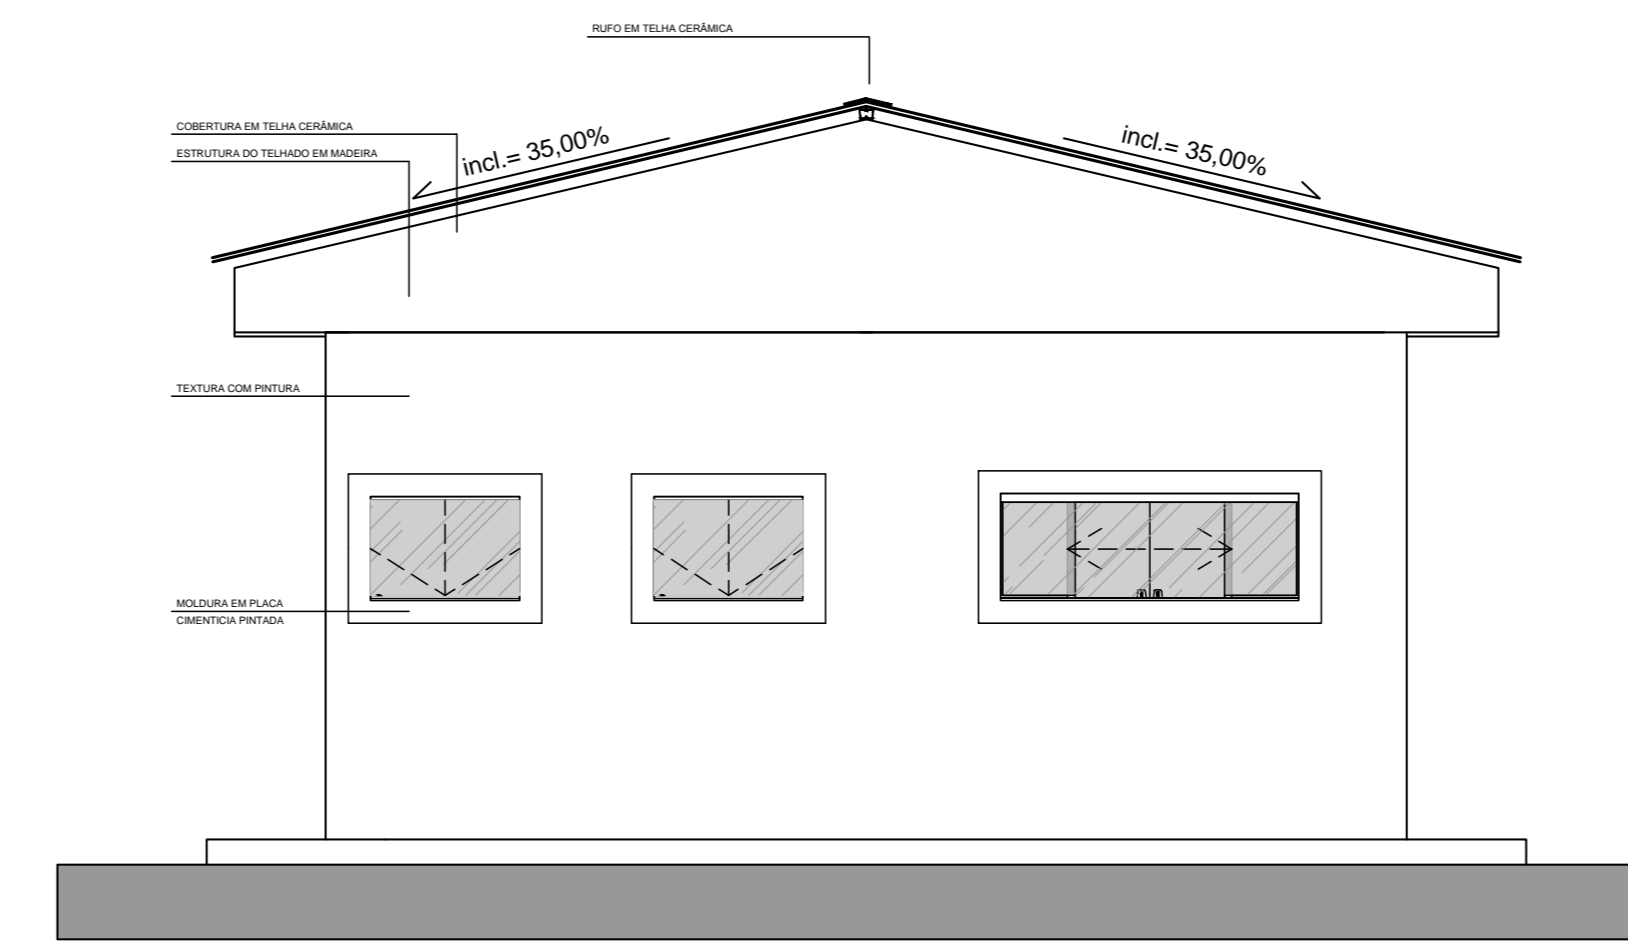 RUFO EM TELHA CERÂMICA
COBERTURA EM TELHA CERÂMICA
ESTRUTURA DO TELHADO EM MADEIRA
incl.= 35,00%
incl.= 35,00%
TEXTURA COM PINTURA
MOLDURA EM PLACA
CIMENTICIA PINTADA